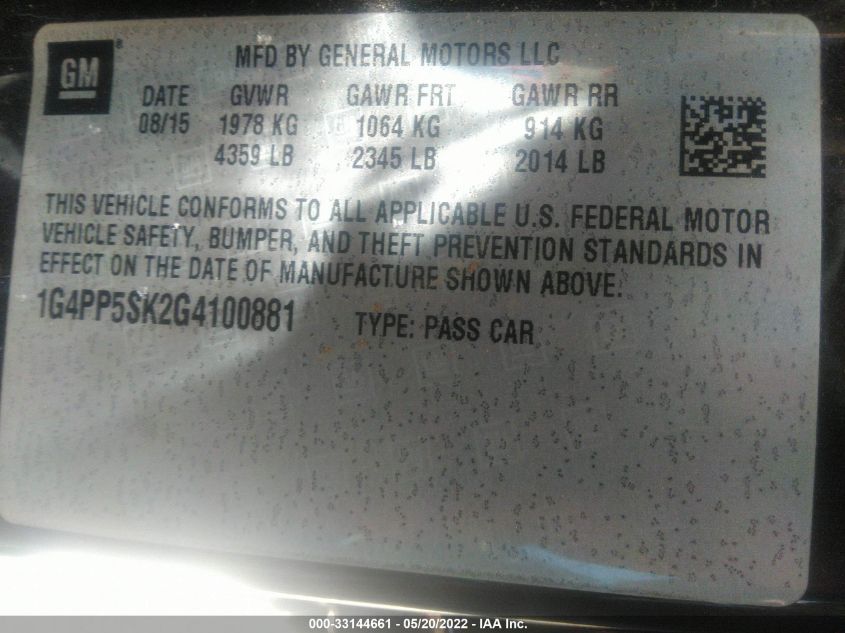 GM ®
MFD BY GENERAL MOTORS LLC
DATE GVWR GAWR FRT GAWR RR
08/15 1978 KG 1064 KG 914 KG
4359 LB 2345 LB 2014 LB
THIS VEHICLE CONFORMS TO ALL APPLICABLE U.S. FEDERAL MOTOR
VEHICLE SAFETY, BUMPER, AND THEFT PREVENTION STANDARDS IN
EFFECT ON THE DATE OF MANUFACTURE SHOWN ABOVE.
1G4PP5SK2G4100881 TYPE: PASS CAR
000-33144661 - 05/20/2022 - IAA Inc.